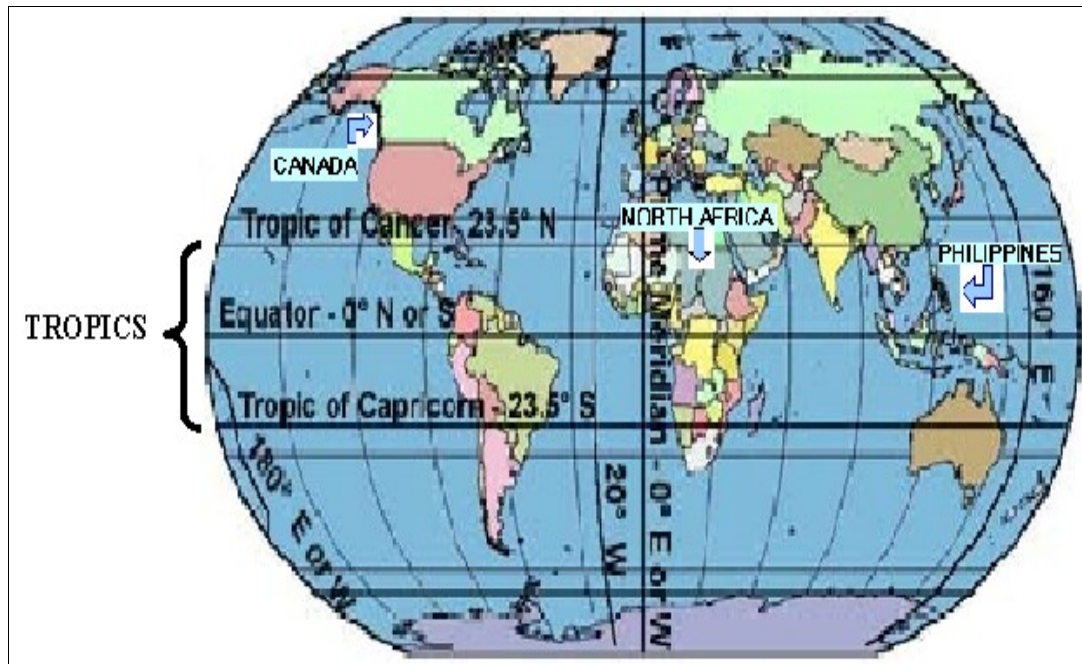 CANADA
Tropic of Cancer - 23.5° N
NORTH AFRICA
PHILIPPINES
TROPICS
Equator - 0° N or S
Tropic of Capricorn - 23.5° S
180° E or W
20° W
Prime Meridian - 0° E or W
160° E